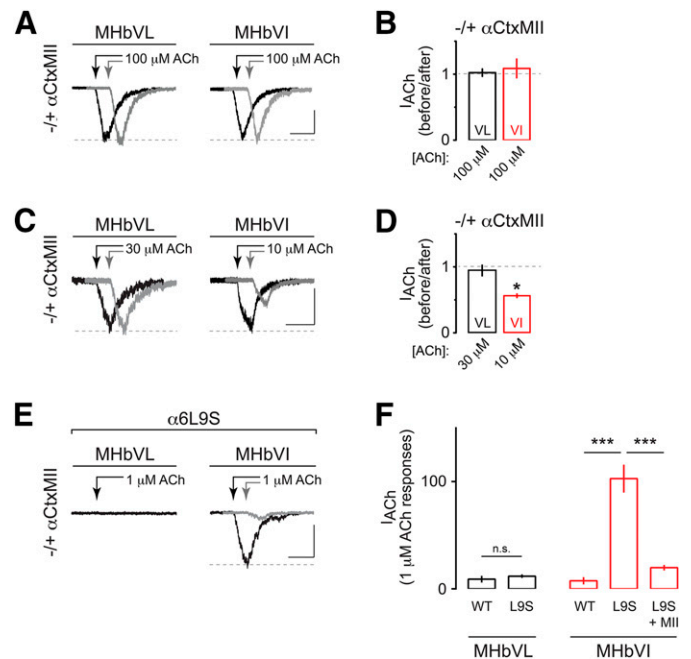 A
MHbVL
MHbVI
100 μM ACh
100 μM ACh
-/+ αCtxMII
B
-/+ αCtxMII
IACh
(before/after)
1
0
VL
VI
[ACh]:
100 μM
100 μM
C
MHbVL
MHbVI
30 μM ACh
10 μM ACh
-/+ αCtxMII
D
-/+ αCtxMII
IACh
(before/after)
1
0
*
VL
VI
[ACh]:
30 μM
10 μM
E
α6L9S
MHbVL
MHbVI
1 μM ACh
1 μM ACh
-/+ αCtxMII
F
IACh
(1 μM ACh responses)
100
0
n.s.
*** ***
WT L9S WT L9S L9S
+ MII
MHbVL MHbVI